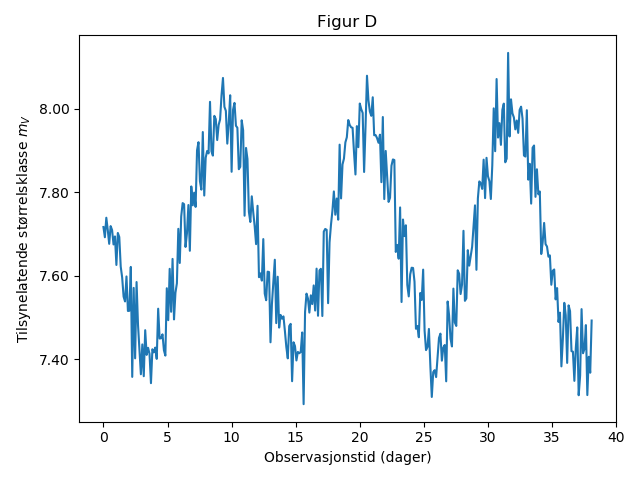 Figur D
Tilsynelatende størrelsklasse $m_V$
8.00
7.80
7.60
7.40
0 5 10 15 20 25 30 35 40
Observasjonstid (dager)